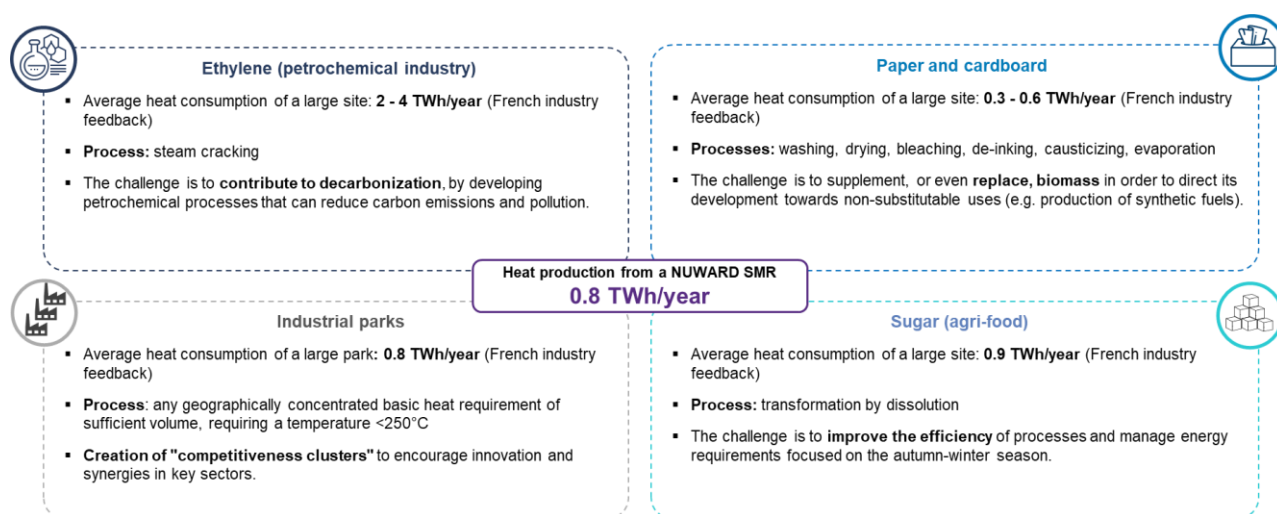 Ethylene (petrochemical industry)
▪ Average heat consumption of a large site: 2 - 4 TWh/year (French industry
feedback)
▪ Process: steam cracking
▪ The challenge is to contribute to decarbonization, by developing
petrochemical processes that can reduce carbon emissions and pollution.
Paper and cardboard
▪ Average heat consumption of a large site: 0.3 - 0.6 TWh/year (French industry
feedback)
▪ Processes: washing, drying, bleaching, de-inking, causticizing, evaporation
▪ The challenge is to supplement, or even replace, biomass in order to direct its
development towards non-substitutable uses (e.g. production of synthetic fuels).
Heat production from a NUWARD SMR
0.8 TWh/year
Industrial parks
▪ Average heat consumption of a large park: 0.8 TWh/year (French industry
feedback)
▪ Process: any geographically concentrated basic heat requirement of
sufficient volume, requiring a temperature <250°C
▪ Creation of "competitiveness clusters" to encourage innovation and
synergies in key sectors.
Sugar (agri-food)
▪ Average heat consumption of a large site: 0.9 TWh/year (French industry
feedback)
▪ Process: transformation by dissolution
▪ The challenge is to improve the efficiency of processes and manage energy
requirements focused on the autumn-winter season.